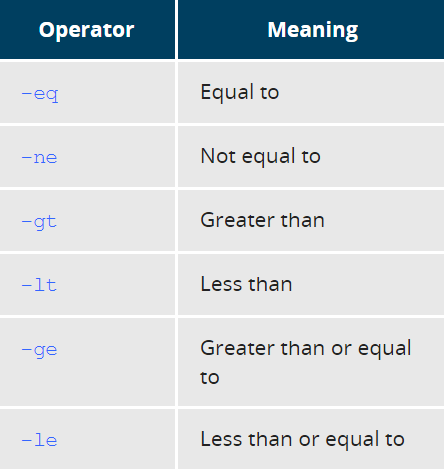 Operator Meaning
-eq Equal to
-ne Not equal to
-gt Greater than
-lt Less than
-ge Greater than or equal
to
-le Less than or equal to